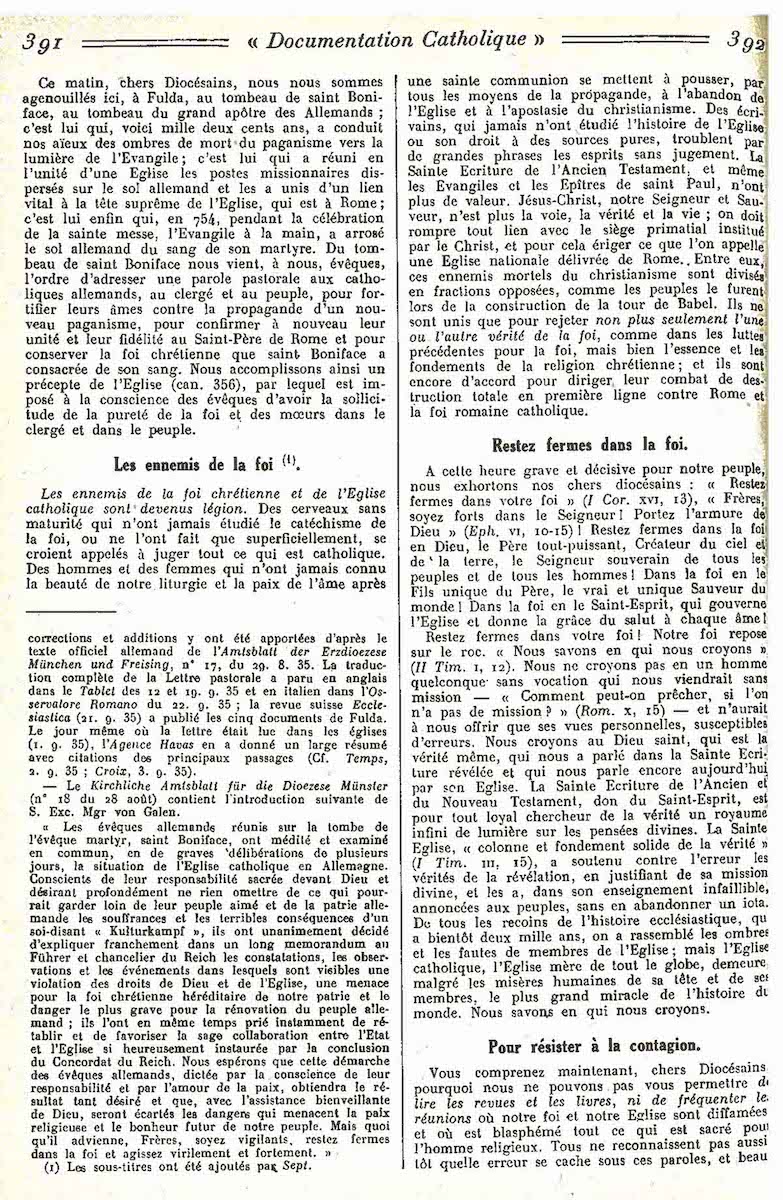 391 « Documentation Catholique » 392
Ce matin, chers Diocésains, nous nous sommes
agenouillés ici, à Fulda, au tombeau de saint Boni-
face, au tombeau du grand apôtre des Allemands ;
c'est lui qui, voici mille deux cents ans, a conduit
nos aïeux des ombres de mort du paganisme vers la
lumière de l'Evangile ; c'est lui qui a réuni en
l'unité d'une Eglise les postes missionnaires dis-
persés sur le sol allemand et les a unis d'un lien
vital à la tête suprême de l'Eglise, qui est à Rome ;
c'est lui enfin qui, en 754, pendant la célébration
de la sainte messe, l'Evangile à la main, a arrosé
le sol allemand du sang de son martyre. Du tom-
beau de saint Boniface nous vient, à nous, évêques,
l'ordre d'adresser une parole pastorale aux catho-
liques allemands, au clergé et au peuple, pour for-
tifier leurs âmes contre la propagande d'un nou-
veau paganisme, pour confirmer à nouveau leur
unité et leur fidélité au Saint-Père de Rome et pour
conserver la foi chrétienne que saint Boniface a
consacrée de son sang. Nous accomplissons ainsi un
précepte de l'Eglise (can. 356), par lequel est im-
posé à la conscience des évêques d'avoir la sollici-
tude de la pureté de la foi et des mœurs dans le
clergé et dans le peuple.
Les ennemis de la foi (1).
Les ennemis de la foi chrétienne et de l'Eglise
catholique sont devenus légion. Des cerveaux sans
maturité qui n'ont jamais étudié le catéchisme de
la foi, ou ne l'ont fait que superficiellement, se
croient appelés à juger tout ce qui est catholique.
Des hommes et des femmes qui n'ont jamais connu
la beauté de notre liturgie et la paix de l'âme après
corrections et additions y ont été apportées d'après le
texte officiel allemand de l'Amtsblatt der Erzdioezese
München und Freising, n° 17, du 29. 8. 35. La traduc-
tion complète de la Lettre pastorale a paru en anglais
dans le Tablet des 12 et 19. 9. 35 et en italien dans l'Os-
servatore Romano du 22. 9. 35 ; la revue suisse Eccle-
siastica (21. 9. 35) a publié les cinq documents de Fulda.
Le jour même où la lettre était lue dans les églises
(1. 9. 35), l'Agence Havas en a donné un large résumé
avec citations des principaux passages (Cf. Temps,
2. 9. 35 ; Croix, 3. 9. 35).
— Le Kirchliche Amtsblatt für die Dioezese Münster
(n° 18 du 28 août) contient l'introduction suivante de
S. Exc. Mgr von Galen.
« Les évêques allemands réunis sur la tombe de
l'évêque martyr, saint Boniface, ont médité et examiné
en commun, en de graves délibérations de plusieurs
jours, la situation de l'Eglise catholique en Allemagne.
Conscients de leur responsabilité sacrée devant Dieu et
désirant profondément ne rien omettre de ce qui pour-
rait garder loin de leur peuple aimé et de la patrie alle-
mande les souffrances et les terribles conséquences d'un
soi-disant « Kulturkampf », ils ont unanimement décidé
d'expliquer franchement dans un long memorandum au
Führer et chancelier du Reich les constatations, les obser-
vations et les événements dans lesquels sont visibles une
violation des droits de Dieu et de l'Eglise, une menace
pour la foi chrétienne héréditaire de notre patrie et le
danger le plus grave pour la rénovation du peuple alle-
mand ; ils l'ont en même temps prié instamment de ré-
tablir et de favoriser la sage collaboration entre l'Etat
et l'Eglise si heureusement instaurée par la conclusion
du Concordat du Reich. Nous espérons que cette démarche
des évêques allemands, dictée par la conscience de leur
responsabilité et par l'amour de la paix, obtiendra le ré-
sultat tant désiré et que, avec l'assistance bienveillante
de Dieu, seront écartés les dangers qui menacent la paix
religieuse et le bonheur futur de notre peuple. Mais quoi
qu'il advienne, Frères, soyez vigilants, restez fermes
dans la foi et agissez virilement et fortement. »
(1) Les sous-titres ont été ajoutés par Sept.
une sainte communion se mettent à pousser, par
tous les moyens de la propagande, à l'abandon de
l'Eglise et à l'apostasie du christianisme. Des écri-
vains, qui jamais n'ont étudié l'histoire de l'Eglise
ou son droit à des sources pures, troublent par
de grandes phrases les esprits sans jugement. La
Sainte Ecriture de l'Ancien Testament, et même
les Evangiles et les Epîtres de saint Paul, n'ont
plus de valeur. Jésus-Christ, notre Seigneur et Sau-
veur, n'est plus la voie, la vérité et la vie ; on doit
rompre tout lien avec le siège primatial institué
par le Christ, et pour cela ériger ce que l'on appelle
une Eglise nationale délivrée de Rome. Entre eux,
ces ennemis mortels du christianisme sont divisés
en fractions opposées, comme les peuples le furent
lors de la construction de la tour de Babel. Ils ne
sont unis que pour rejeter non plus seulement l'une
ou l'autre vérité de la foi, comme dans les luttes
précédentes pour la foi, mais bien l'essence et les
fondements de la religion chrétienne ; et ils sont
encore d'accord pour diriger leur combat de des-
truction totale en première ligne contre Rome et
la foi romaine catholique.
Restez fermes dans la foi.
A cette heure grave et décisive pour notre peuple,
nous exhortons nos chers diocésains : « Restez
fermes dans votre foi » (I Cor. XVI, 13), « Frères,
soyez forts dans le Seigneur ! Portez l'armure de
Dieu » (Eph. VI, 10-15) ! Restez fermes dans la foi
en Dieu, le Père tout-puissant, Créateur du ciel et
de la terre, le Seigneur souverain de tous les
peuples et de tous les hommes ! Dans la foi en le
Fils unique du Père, le vrai et unique Sauveur du
monde ! Dans la foi en le Saint-Esprit, qui gouverne
l'Eglise et donne la grâce du salut à chaque âme !
Restez fermes dans votre foi ! Notre foi repose
sur le roc. « Nous savons en qui nous croyons »
(II Tim. I, 12). Nous ne croyons pas en un homme
quelconque sans vocation qui nous viendrait sans
mission — « Comment peut-on prêcher, si l'on
n'a pas de mission ? » (Rom. X, 15) — et n'aurait
à nous offrir que ses vues personnelles, susceptibles
d'erreurs. Nous croyons au Dieu saint, qui est la
vérité même, qui nous a parlé dans la Sainte Ecri-
ture révélée et qui nous parle encore aujourd'hui
par son Eglise. La Sainte Ecriture de l'Ancien et
du Nouveau Testament, don du Saint-Esprit, est
pour tout loyal chercheur de la vérité un royaume
infini de lumière sur les pensées divines. La Sainte
Eglise, « colonne et fondement solide de la vérité »
(I Tim. III, 15), a soutenu contre l'erreur les
vérités de la révélation, en justifiant de sa mission
divine, et les a, dans son enseignement infaillible,
annoncées aux peuples, sans en abandonner un iota.
De tous les recoins de l'histoire ecclésiastique, qu
a bientôt deux mille ans, on a rassemblé les ombres
et les fautes de membres de l'Eglise ; mais l'Eglise
catholique, l'Eglise mère de tout le globe, demeure
malgré les misères humaines de sa tête et de ses
membres, le plus grand miracle de l'histoire du
monde. Nous savons en qui nous croyons.
Pour résister à la contagion.
Vous comprenez maintenant, chers Diocésains
pourquoi nous ne pouvons pas vous permettre de
lire les revues et les livres, ni de fréquenter les
réunions où notre foi et notre Eglise sont diffamées
et où est blasphémé tout ce qui est sacré pour
l'homme religieux. Tous ne reconnaissent pas aussi
tôt quelle erreur se cache sous ces paroles, et beau